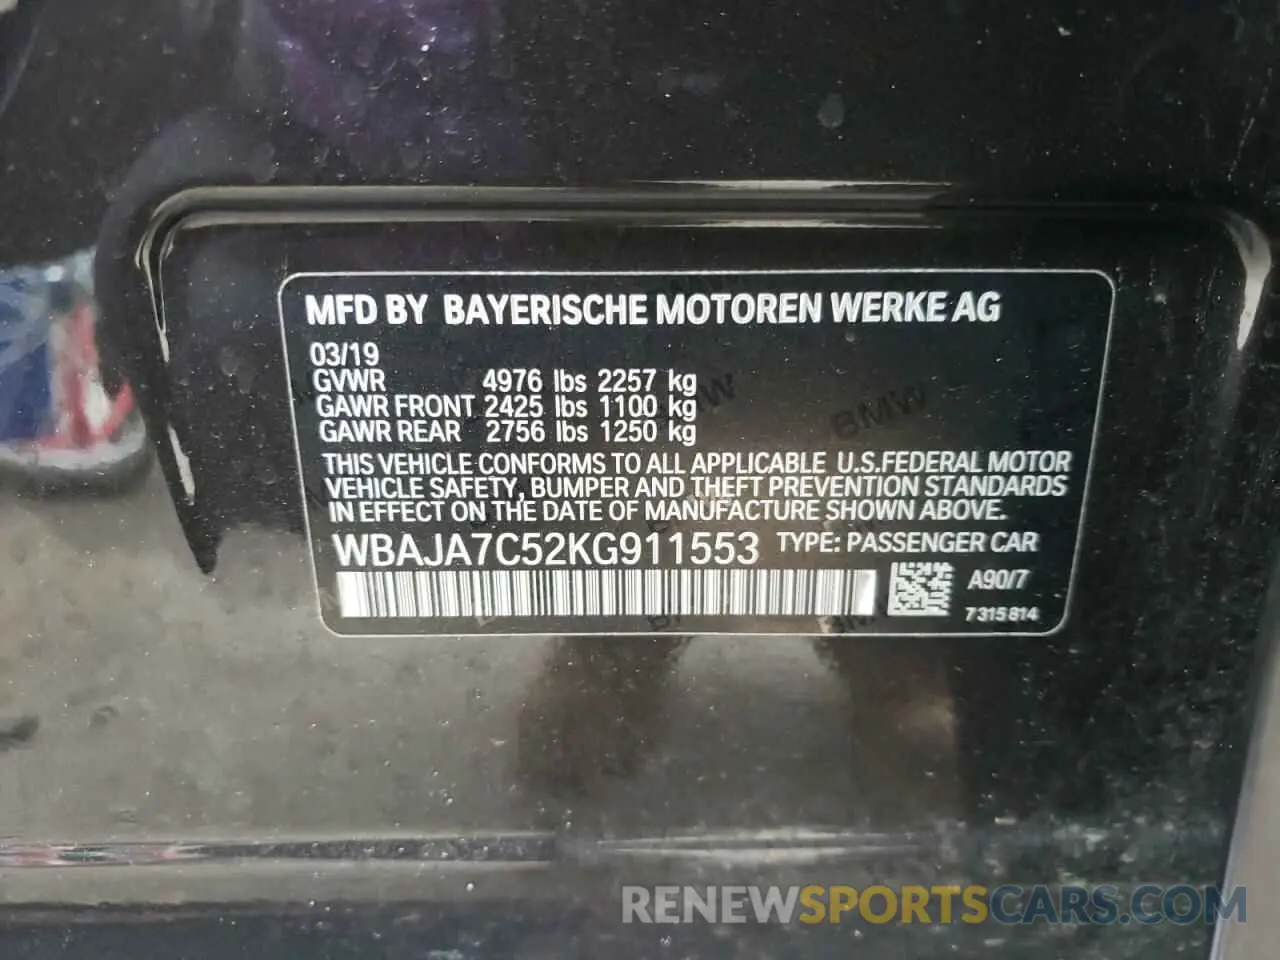 MFD BY BAYERISCHE MOTOREN WERKE AG
03/19
GVWR 4976 lbs 2257 kg
GAWR FRONT 2425 lbs 1100 kg
GAWR REAR 2756 lbs 1250 kg
THIS VEHICLE CONFORMS TO ALL APPLICABLE U.S.FEDERAL MOTOR
VEHICLE SAFETY, BUMPER AND THEFT PREVENTION STANDARDS
IN EFFECT ON THE DATE OF MANUFACTURE SHOWN ABOVE.
WBAJA7C52KG911553 TYPE: PASSENGER CAR
A90/7
7315814
RENEWSPORTSCARS.COM